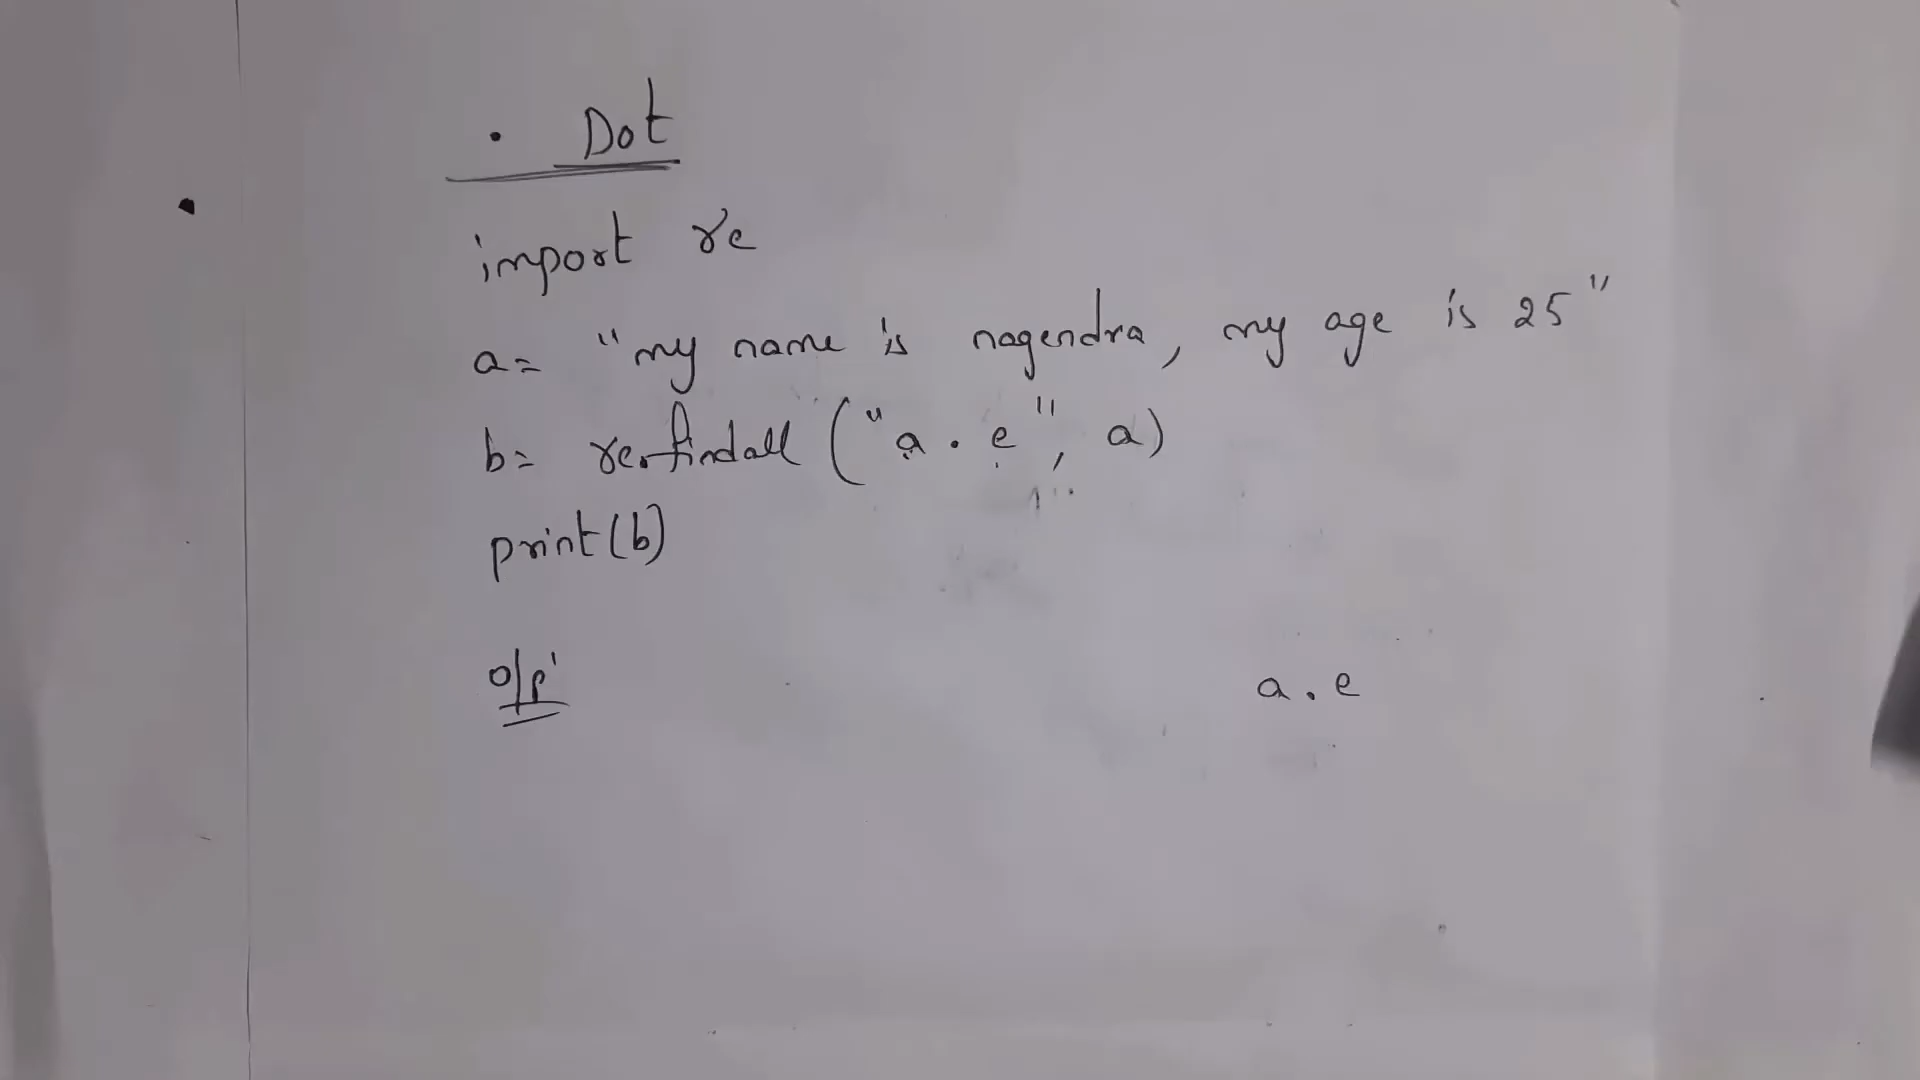 . Dot
import re
a= "my name is nagendra, my age is 25"
b= re.findall ("a.e", a)
print(b)
o/p'
a.e